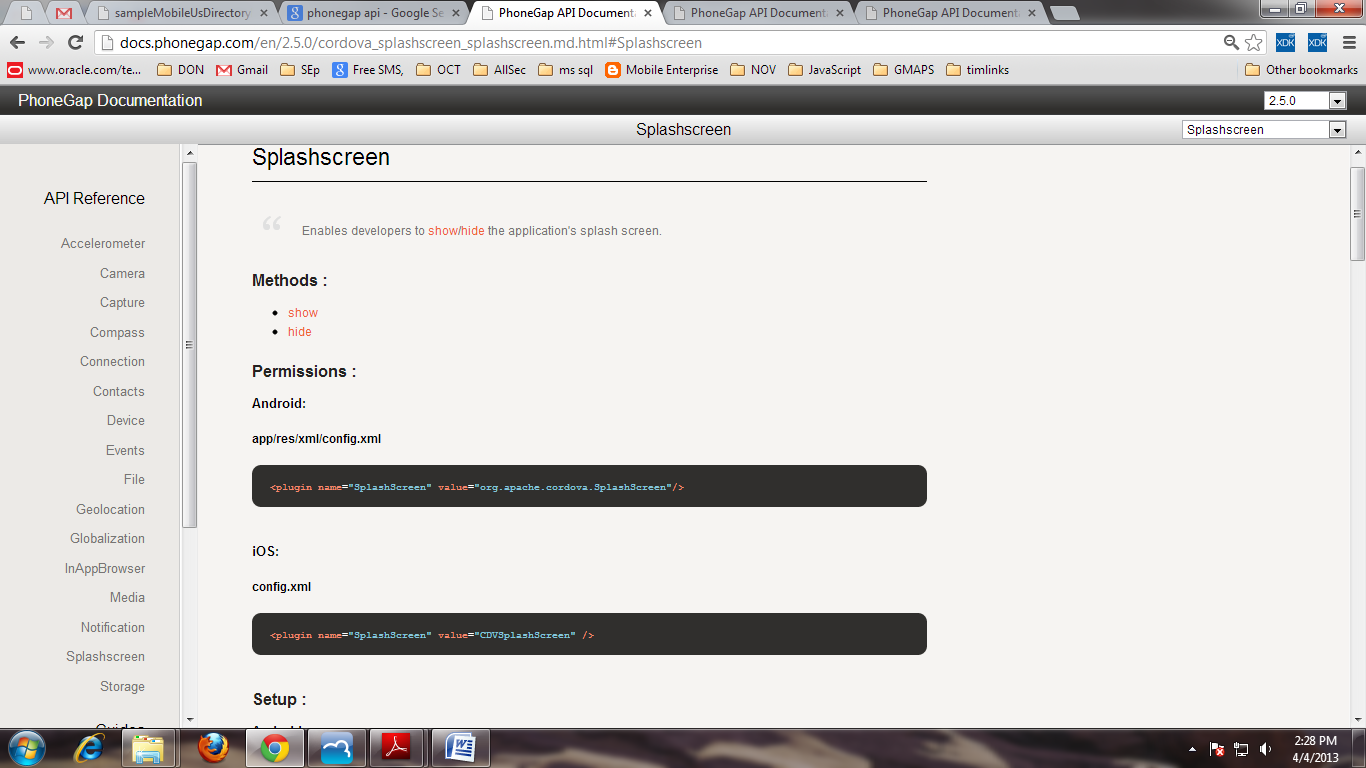 sampleMobileUsDirectory
phonegap api - Google Se
PhoneGap API Documenta
PhoneGap API Documenta
PhoneGap API Documenta
docs.phonegap.com/en/2.5.0/cordova_splashscreen_splashscreen.md.html#Splashscreen
XDK
XDK
www.oracle.com/te...
DON
Gmail
SEp
Free SMS,
OCT
AllSec
ms sql
Mobile Enterprise
NOV
JavaScript
GMAPS
timlinks
Other bookmarks
PhoneGap Documentation
2.5.0
Splashscreen
Splashscreen
API Reference
Accelerometer
Camera
Capture
Compass
Connection
Contacts
Device
Events
File
Geolocation
Globalization
InAppBrowser
Media
Notification
Splashscreen
Storage
Guides
Splashscreen
Enables developers to show/hide the application's splash screen.
Methods :
show
hide
Permissions :
Android:
app/res/xml/config.xml
<plugin name="SplashScreen" value="org.apache.cordova.SplashScreen"/>
iOS:
config.xml
<plugin name="SplashScreen" value="CDVSplashScreen" />
Setup :
2:28 PM
4/4/2013